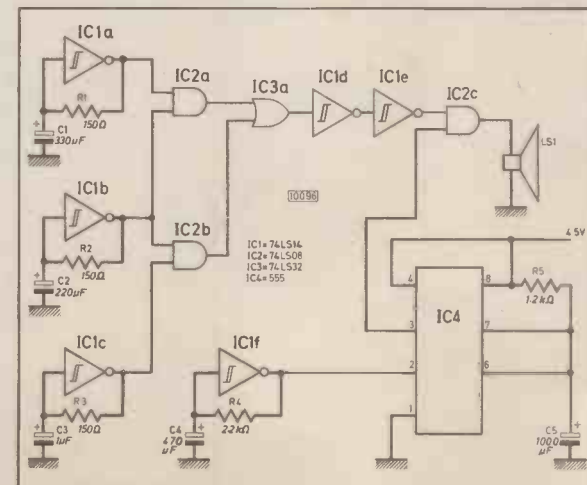 IC1a
R1
150Ω
+
C1
330µF
IC2a
IC3a
IC1d
IC1e
IC2c
LS1
IC1b
R2
150Ω
+
C2
220µF
IC2b
10096
IC1=74LS14
IC2=74LS08
IC3=74LS32
IC4=555
4.5V
R5
1.2kΩ
4
8
3
IC4
7
2
6
1
IC1c
R3
150Ω
+
C3
1µF
IC1f
R4
22kΩ
C4
470
µF
+
C5
1000
µF
+